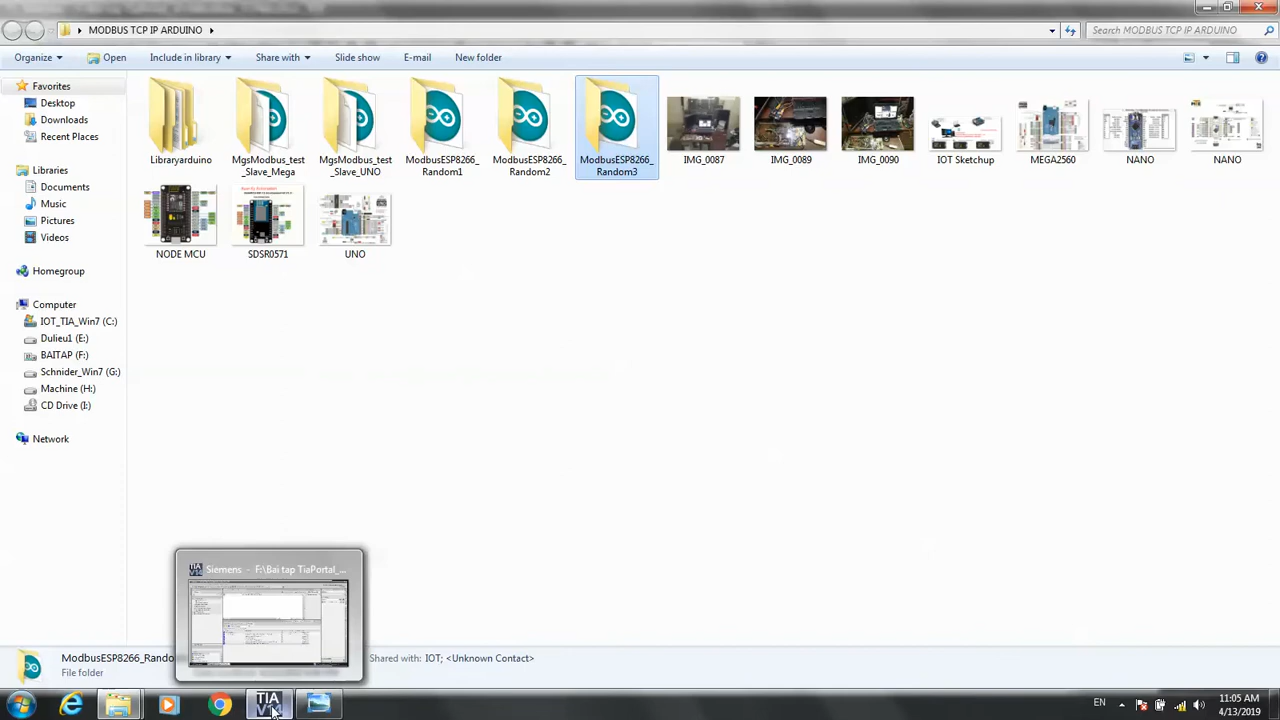 MODBUS TCP IP ARDUINO
Search MODBUS TCP IP ARDUINO
Organize
Open
Include in library
Share with
Slide show
E-mail
New folder
Favorites
Desktop
Downloads
Recent Places
Libraries
Documents
Music
Pictures
Videos
Homegroup
Computer
IOT_TIA_Win7 (C:)
Dulieu1 (E:)
BAITAP (F:)
Schnider_Win7 (G:)
Machine (H:)
CD Drive (I:)
Network
Libraryarduino
MgsModbus_test
_Slave_Mega
MgsModbus_test
_Slave_UNO
ModbusESP8266_
Random1
ModbusESP8266_
Random2
ModbusESP8266_
Random3
IMG_0087
IMG_0089
IMG_0090
IOT Sketchup
MEGA2560
NANO
NANO
NODE MCU
SDSR0571
UNO
Siemens - F:\Bai tap TiaPortal_...
ModbusESP8266_Rando
File folder
Shared with: IOT; <Unknown Contact>
TIA
EN
11:05 AM
4/13/2019